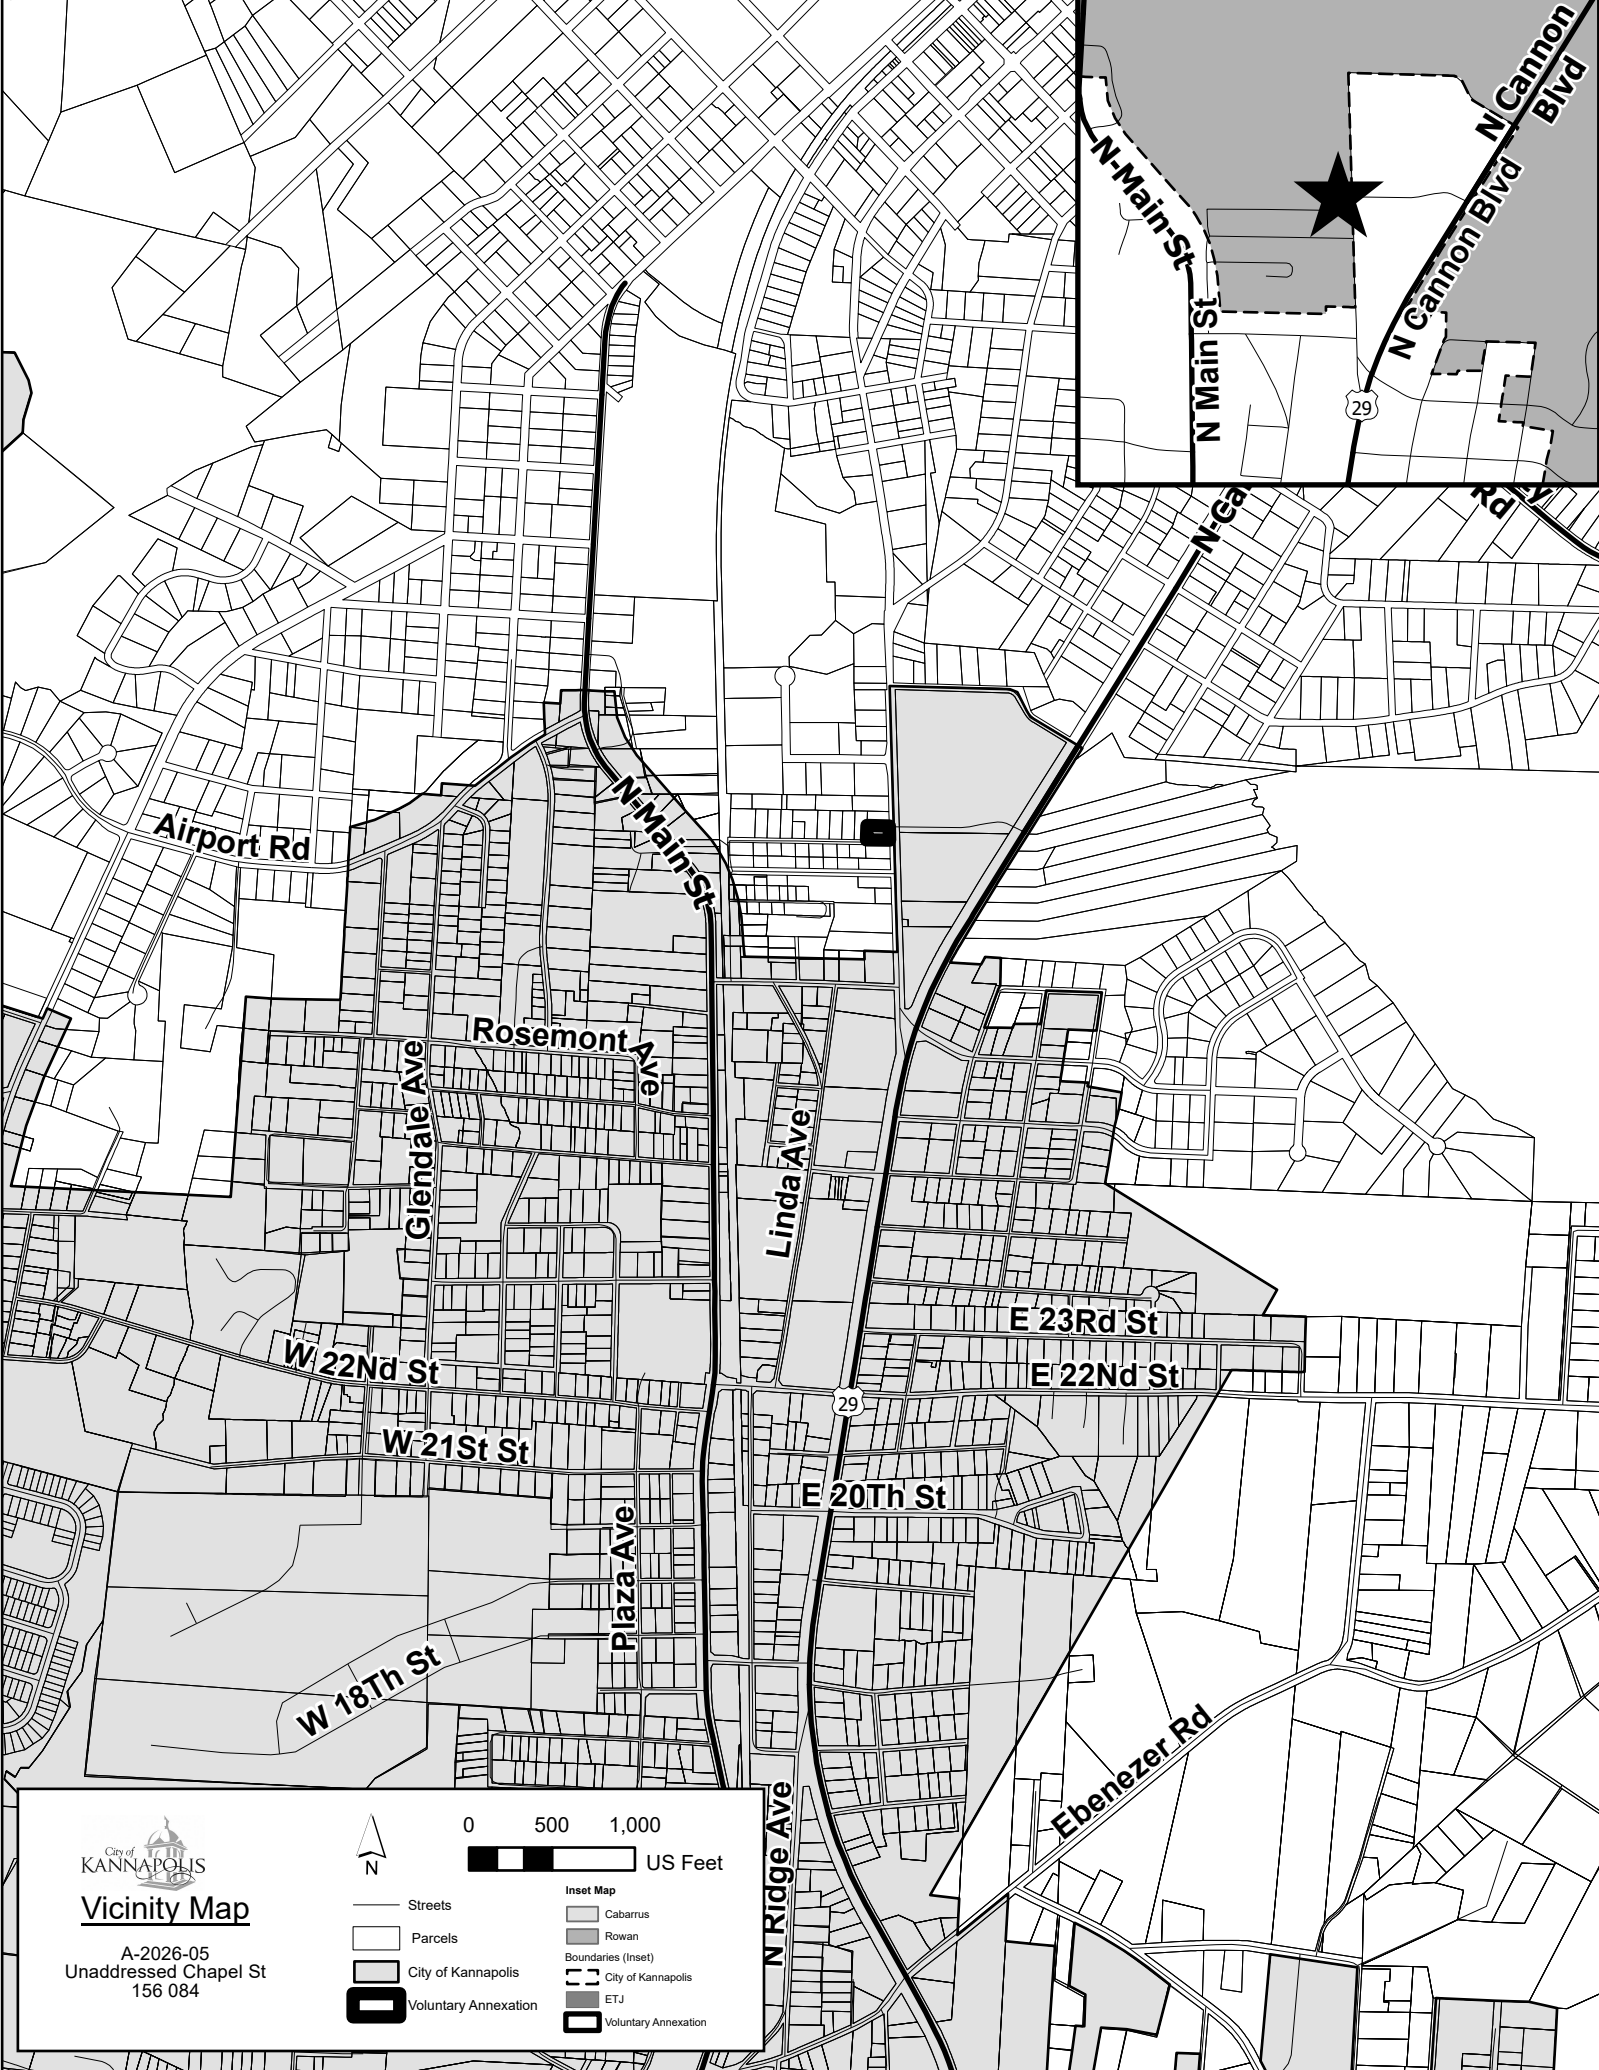 N Cannon
Blvd
N Main St
N Cannon Blvd
N Main St
29
Rd
Airport Rd
N Main St
Rosemont Ave
Glendale Ave
Linda Ave
E 23Rd St
W 22Nd St
E 22Nd St
29
W 21St St
E 20Th St
Plaza Ave
W 18Th St
Ebenezer Rd
N Ridge Ave
City of
KANNAPOLIS
Vicinity Map
A-2026-05
Unaddressed Chapel St
156 084
N
0 500 1,000
US Feet
Streets
Parcels
City of Kannapolis
Voluntary Annexation
Inset Map
Cabarrus
Rowan
Boundaries (Inset)
City of Kannapolis
ETJ
Voluntary Annexation